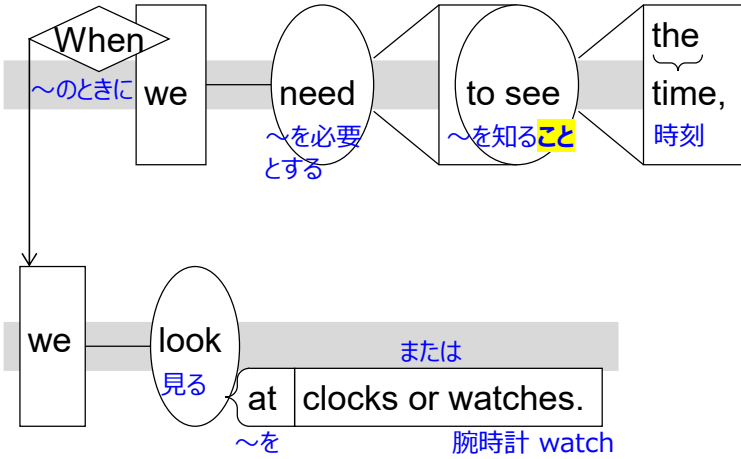 When
the
we need to see time,
～のときに
～を必要
とする
～を知ること
時刻
we look
または
見る
at clocks or watches.
～を
腕時計 watch